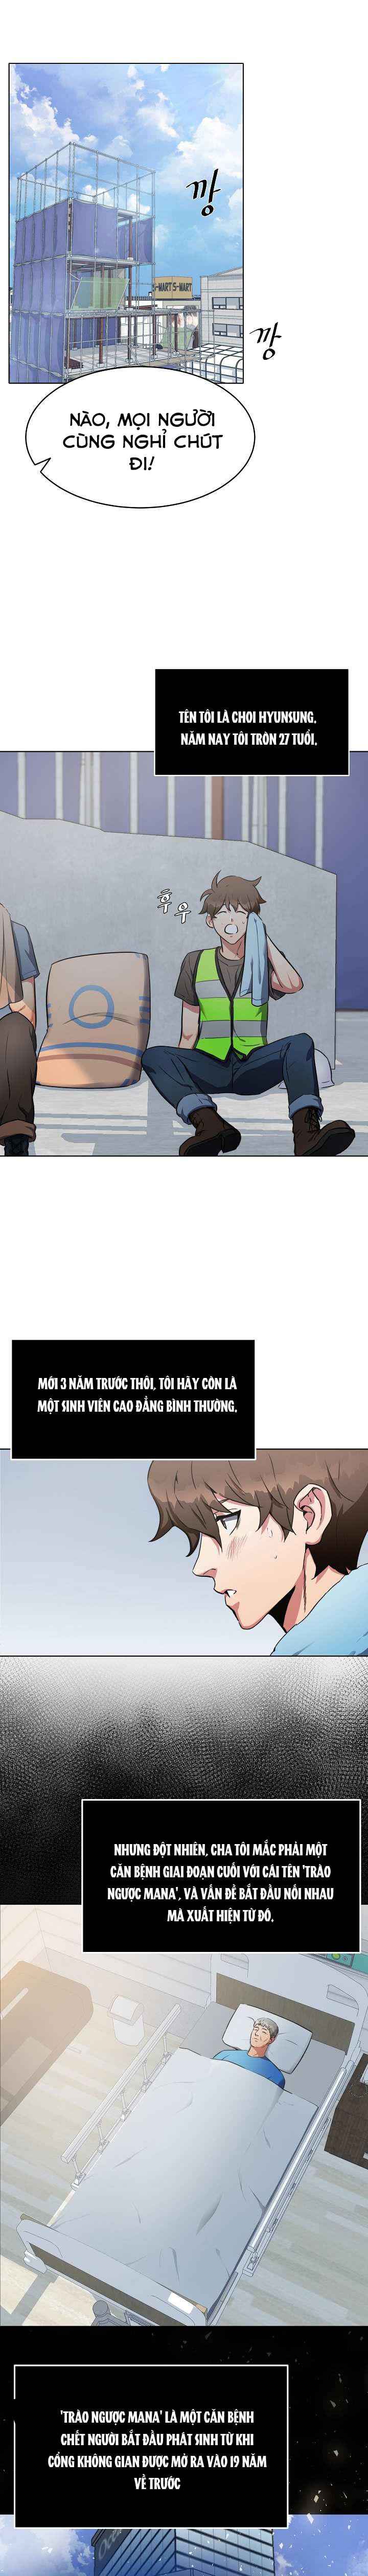 깡
S-MART S-MART
깡
NÀO, MỌI NGƯỜI
CÙNG NGHỈ CHÚT
ĐI!
TÊN TÔI LÀ CHOI HYUNSUNG.
NĂM NAY TÔI TRÒN 27 TUỔI.
후우
MỚI 3 NĂM TRƯỚC THÔI, TÔI HÃY CÒN LÀ
MỘT SINH VIÊN CAO ĐẲNG BÌNH THƯỜNG.
NHƯNG ĐỘT NHIÊN, CHA TÔI MẮC PHẢI MỘT
CĂN BỆNH GIAI ĐOẠN CUỐI VỚI CÁI TÊN 'TRÀO
NGƯỢC MANA', VÀ VẤN ĐỀ BẮT ĐẦU NỐI NHAU
MÀ XUẤT HIỆN TỪ ĐÓ.
'TRÀO NGƯỢC MANA' LÀ MỘT CĂN BỆNH
CHẾT NGƯỜI BẮT ĐẦU PHÁT SINH TỪ KHI
CỔNG KHÔNG GIAN ĐƯỢC MỞ RA VÀO 19 NĂM
VỀ TRƯỚC